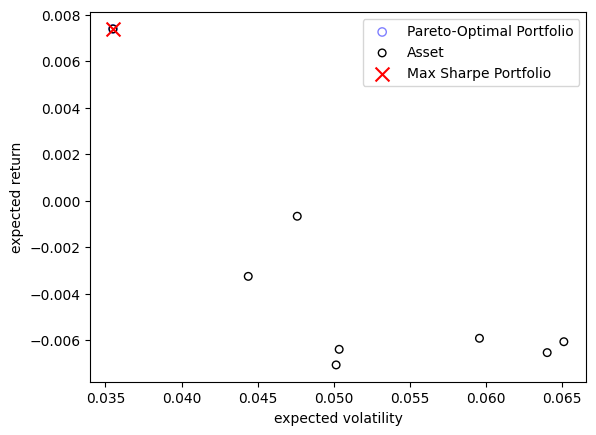 0.008
0.006
0.004
0.002
0.000
−0.002
−0.004
−0.006
expected return
Pareto-Optimal Portfolio
Asset
Max Sharpe Portfolio
0.035 0.040 0.045 0.050 0.055 0.060 0.065
expected volatility